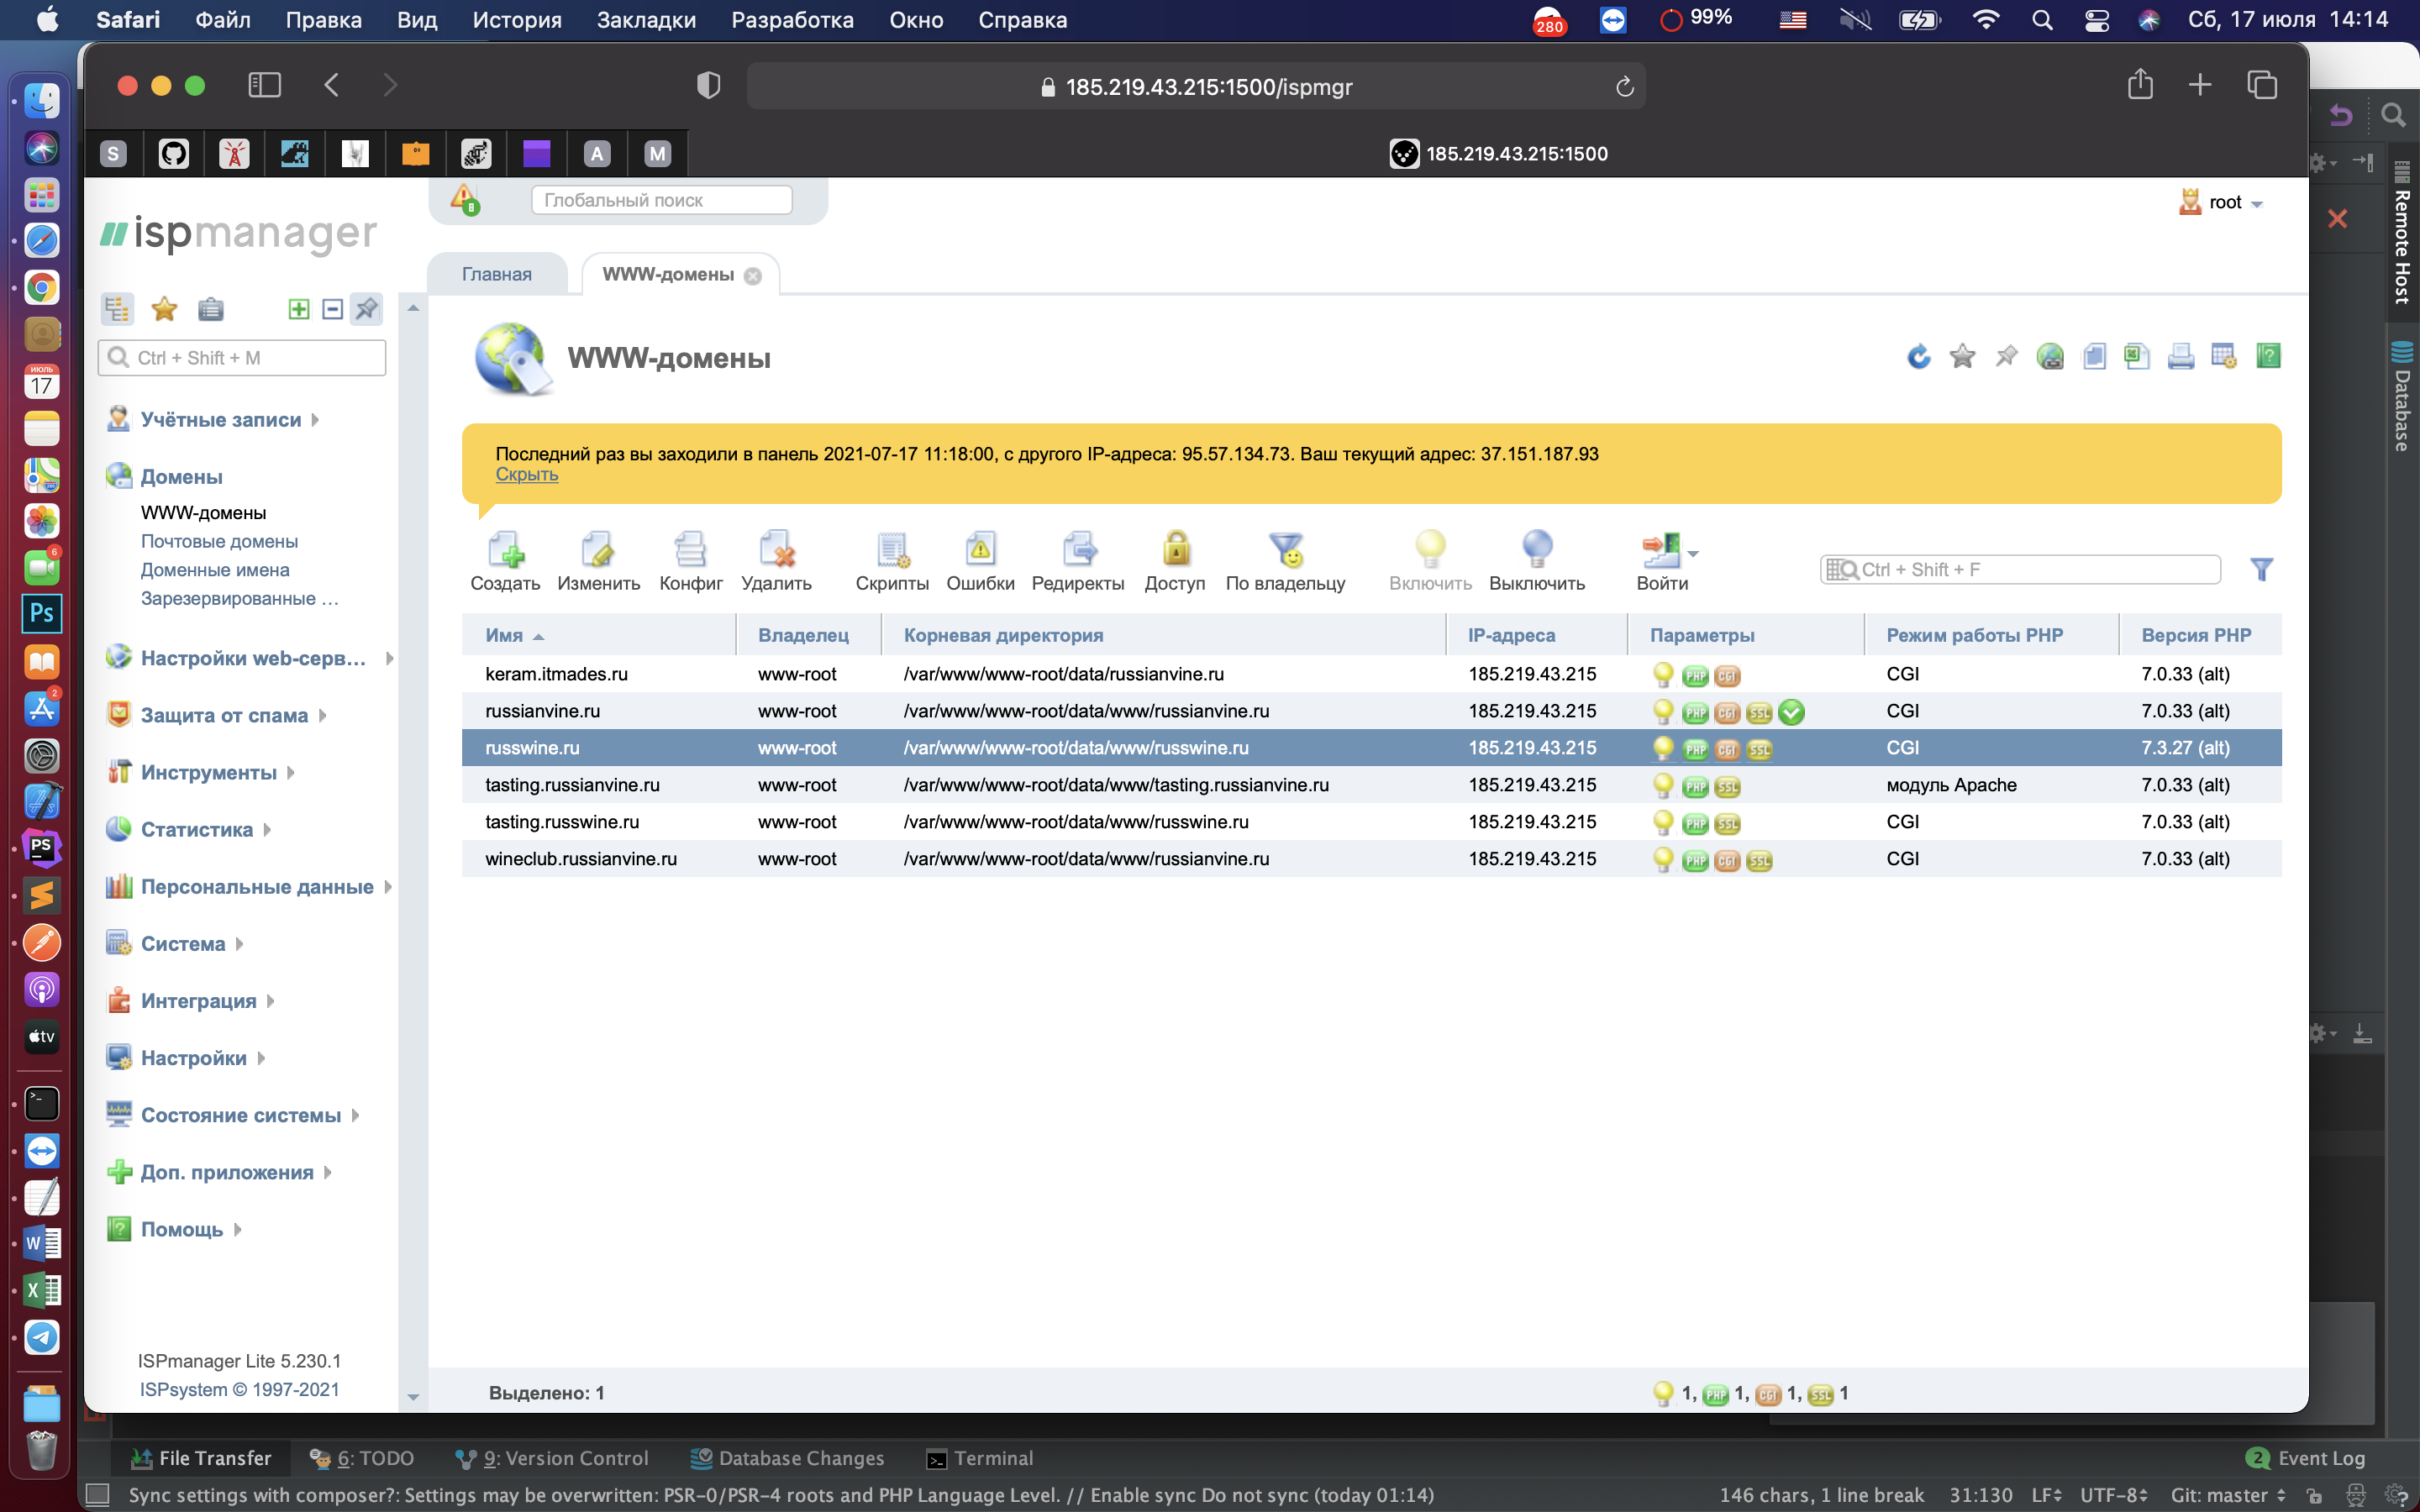 Safari Файл Правка Вид История Закладки Разработка Окно Справка 280 99% Сб, 17 июля 14:14
185.219.43.215:1500/ispmgr
S A M 185.219.43.215:1500
ispmanager
8 Глобальный поиск root
Главная WWW-домены
Ctrl + Shift + M
WWW-домены
Учётные записи
Домены
WWW-домены
Почтовые домены
Доменные имена
Зарезервированные ...
Настройки web-серв...
Защита от спама
Инструменты
Статистика
Персональные данные
Система
Интеграция
Настройки
Состояние системы
Доп. приложения
Помощь
ISPmanager Lite 5.230.1
ISPsystem © 1997-2021
Последний раз вы заходили в панель 2021-07-17 11:18:00, с другого IP-адреса: 95.57.134.73. Ваш текущий адрес: 37.151.187.93
Скрыть
Создать Изменить Конфиг Удалить Скрипты Ошибки Редиректы Доступ По владельцу Включить Выключить Войти Ctrl + Shift + F
Имя Владелец Корневая директория IP-адреса Параметры Режим работы PHP Версия PHP
keram.itmades.ru www-root /var/www/www-root/data/russianvine.ru 185.219.43.215 PHP CGI CGI 7.0.33 (alt)
russianvine.ru www-root /var/www/www-root/data/www/russianvine.ru 185.219.43.215 PHP CGI SSL CGI 7.0.33 (alt)
russwine.ru www-root /var/www/www-root/data/www/russwine.ru 185.219.43.215 PHP CGI SSL CGI 7.3.27 (alt)
tasting.russianvine.ru www-root /var/www/www-root/data/www/tasting.russianvine.ru 185.219.43.215 PHP SSL модуль Apache 7.0.33 (alt)
tasting.russwine.ru www-root /var/www/www-root/data/www/russwine.ru 185.219.43.215 PHP SSL CGI 7.0.33 (alt)
wineclub.russianvine.ru www-root /var/www/www-root/data/www/russianvine.ru 185.219.43.215 PHP CGI SSL CGI 7.0.33 (alt)
Выделено: 1 1, PHP 1, CGI 1, SSL 1
Remote Host
Database
ИЮЛЬ
17
6
Ps
2
PS
tv
W
X
File Transfer 6: TODO 9: Version Control Database Changes Terminal 2 Event Log
Sync settings with composer?: Settings may be overwritten: PSR-0/PSR-4 roots and PHP Language Level. // Enable sync Do not sync (today 01:14) 146 chars, 1 line break 31:130 LF UTF-8 Git: master